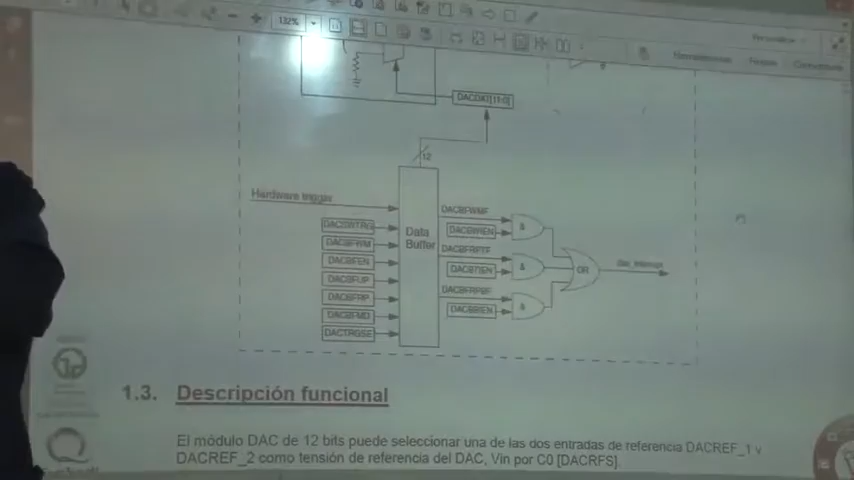 132%
DACDAT[11:0]
12
Hardware trigger
DACSWTRG
DACBFWM
DACBFEN
DACBFUP
DACBFRP
DACBFMD
DACTRGSE
Data
Buffer
DACBFWMF
DACBWIEN
&
DACBFRPTF
DACBTIEN
&
DACBFRPBF
DACBBIEN
&
OR
dac_interrupt
1.3. Descripción funcional
El módulo DAC de 12 bits puede seleccionar una de las dos entradas de referencia DACREF_1 y
DACREF_2 como tensión de referencia del DAC, Vin por C0 [DACRFS].